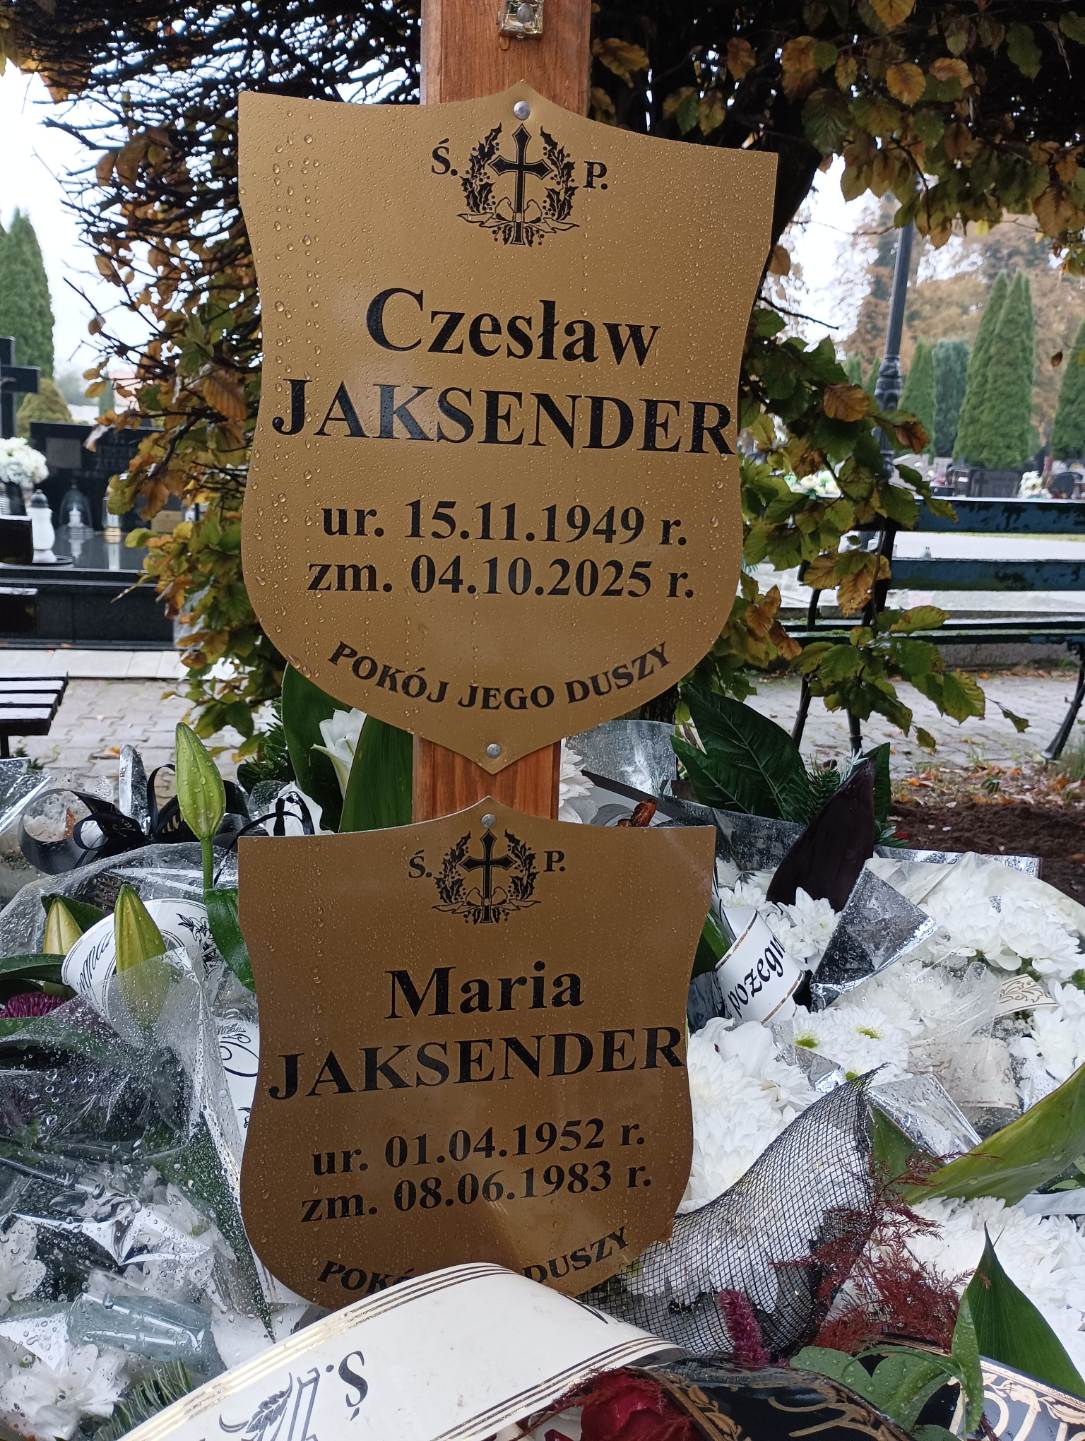 Ś. P.
Czesław
JAKSENDER
ur. 15.11.1949 r.
zm. 04.10.2025 r.
POKÓJ JEGO DUSZY
Ś. P.
Maria
JAKSENDER
ur. 01.04.1952 r.
zm. 08.06.1983 r.
DUSZY
Ś.